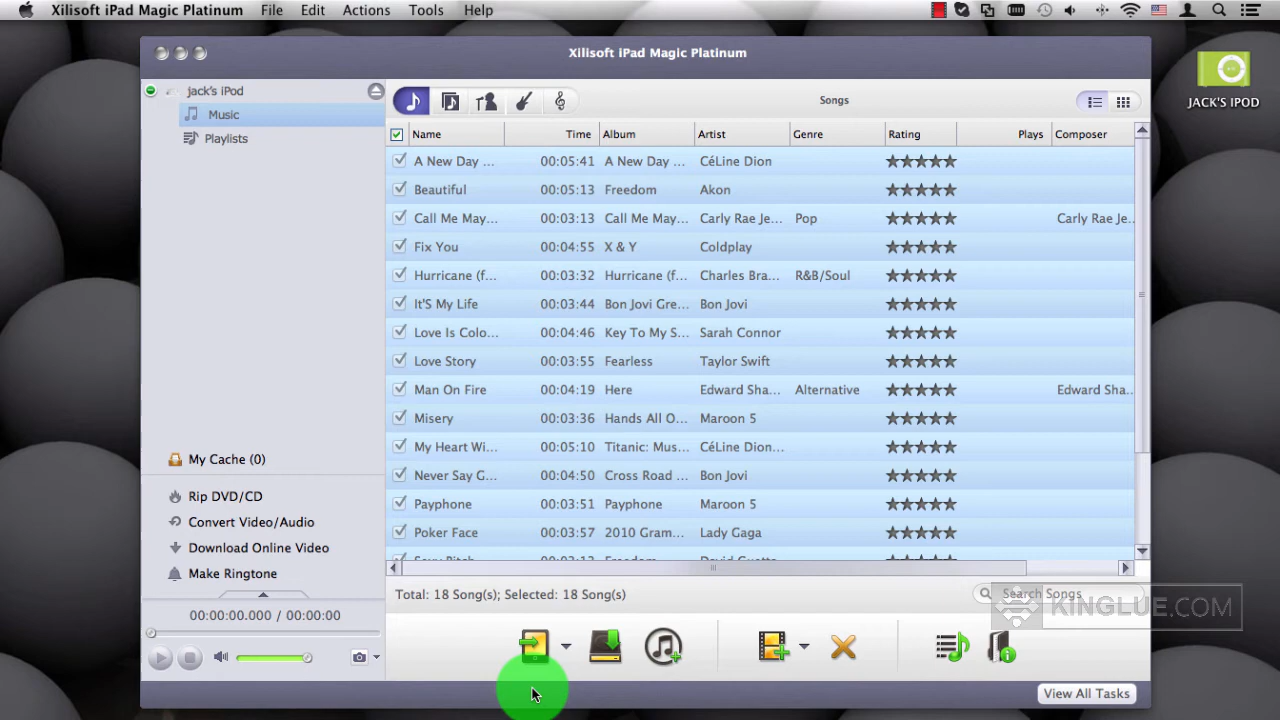 Xilisoft iPad Magic Platinum File Edit Actions Tools Help
Xilisoft iPad Magic Platinum
jack's iPod
Music
Playlists
My Cache (0)
Rip DVD/CD
Convert Video/Audio
Download Online Video
Make Ringtone
00:00:00.000 / 00:00:00
Songs
Name Time Album Artist Genre Rating Plays Composer
A New Day ... 00:05:41 A New Day ... CéLine Dion
Beautiful 00:05:13 Freedom Akon
Call Me May... 00:03:13 Call Me May... Carly Rae Je... Pop Carly Rae Je..
Fix You 00:04:55 X & Y Coldplay
Hurricane (f... 00:03:32 Hurricane (f... Charles Bra... R&B/Soul
It'S My Life 00:03:44 Bon Jovi Gre... Bon Jovi
Love Is Colo... 00:04:46 Key To My S... Sarah Connor
Love Story 00:03:55 Fearless Taylor Swift
Man On Fire 00:04:19 Here Edward Sha... Alternative Edward Sha..
Misery 00:03:36 Hands All O... Maroon 5
My Heart Wi... 00:05:10 Titanic: Mus... CéLine Dion...
Never Say G... 00:04:50 Cross Road ... Bon Jovi
Payphone 00:03:51 Payphone Maroon 5
Poker Face 00:03:57 2010 Gram... Lady Gaga
Total: 18 Song(s); Selected: 18 Song(s)
Search Songs
KINGLUE.COM
View All Tasks
JACK'S IPOD